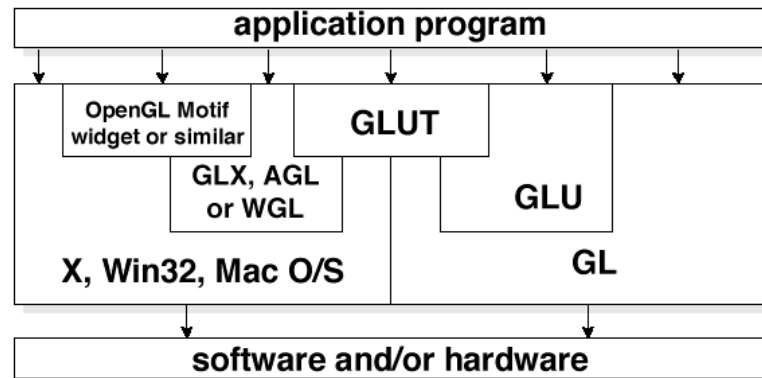 application program
OpenGL Motif
widget or similar
GLUT
GLX, AGL
or WGL
GLU
GL
X, Win32, Mac O/S
software and/or hardware